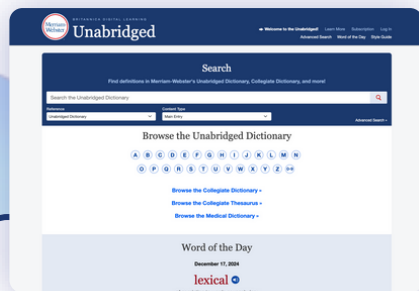 Merriam-
Webster
BRITANNICA DIGITAL LEARNING
Unabridged
Welcome to the Unabridged! Learn More Subscription Log In
Advanced Search Word of the Day Style Guide
Search
Find definitions in Merriam-Webster's Unabridged Dictionary, Collegiate Dictionary, and more!
Search the Unabridged Dictionary
Reference Content Type
Unabridged Dictionary Main Entry
Advanced Search
Browse the Unabridged Dictionary
A B C D E F G H I J K L M N
O P Q R S T U V W X Y Z
Browse the Collegiate Dictionary
Browse the Collegiate Thesaurus
Browse the Medical Dictionary
Word of the Day
December 17, 2024
lexical